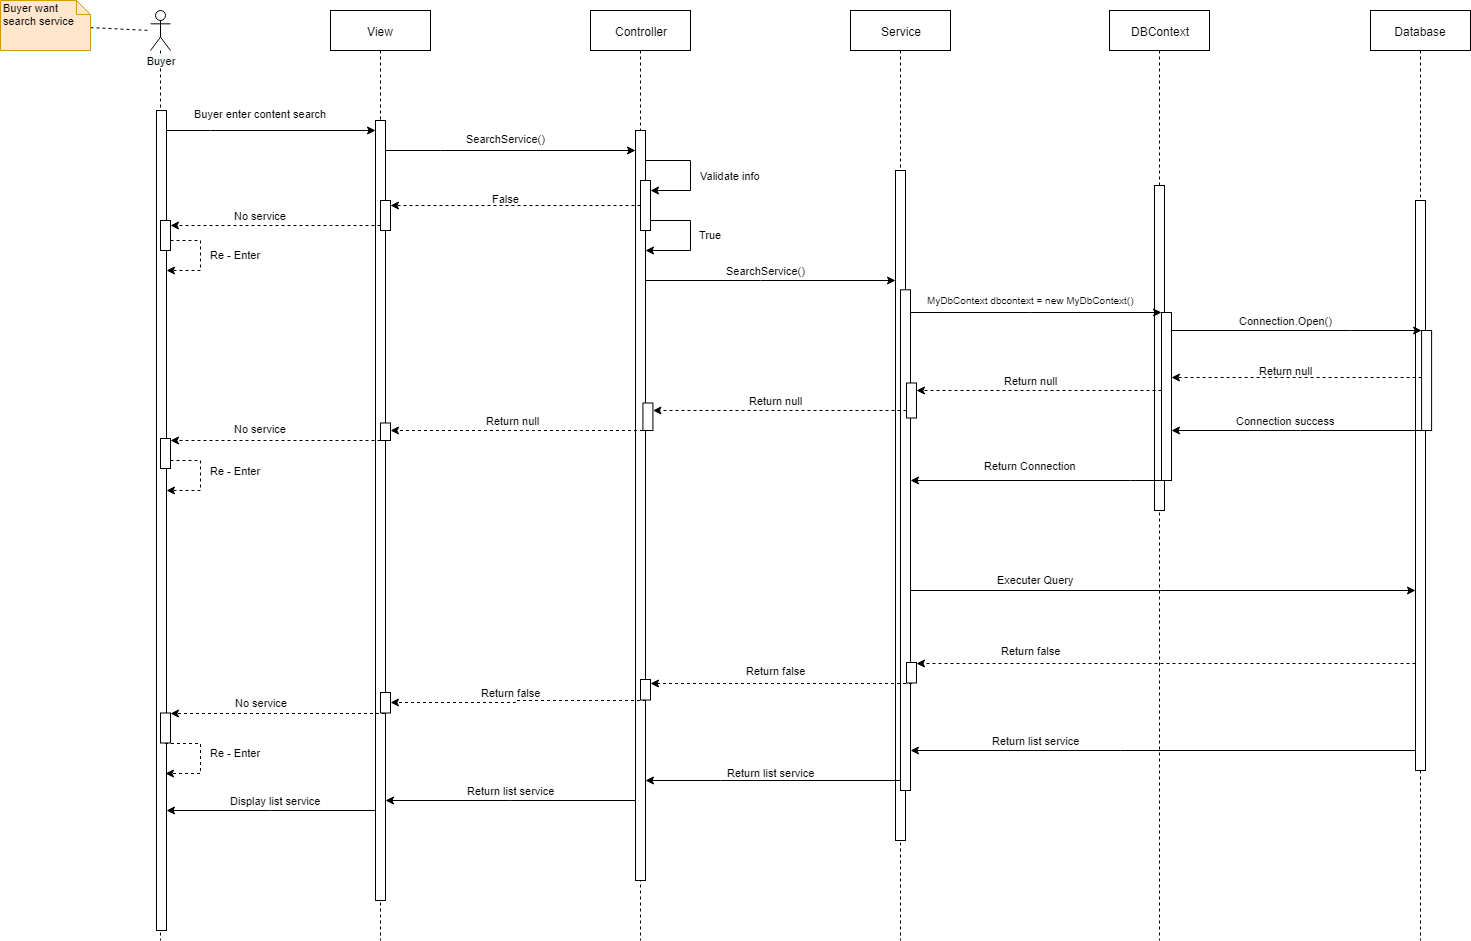 Buyer want
search service
Buyer
View
Controller
Service
DBContext
Database
Buyer enter content search
SearchService()
Validate info
False
No service
True
Re - Enter
SearchService()
MyDbContext dbcontext = new MyDbContext()
Connection.Open()
Return null
Return null
Return null
Return null
No service
Connection success
Return Connection
Re - Enter
Executer Query
Return false
Return false
Return false
No service
Return list service
Re - Enter
Return list service
Return list service
Display list service